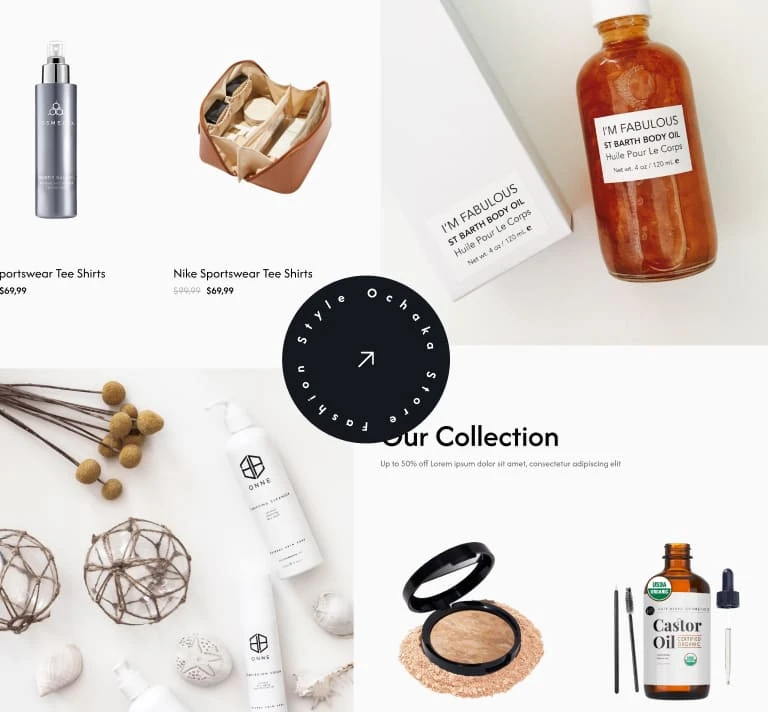 portswear Tee Shirts
$69,99
Nike Sportswear Tee Shirts
$99,99 $69,99
I'M FABULOUS
ST BARTH BODY OIL
Huile Pour Le Corps
Net wt. 4 oz / 120 mL e
I'M FABULOUS
ST BARTH BODY OIL
Huile Pour Le Corps
Net wt. 4 oz / 120 mL e
Ochaka Store Fashion Style
ONNE
ONNE
Our Collection
Up to 50% off Lorem ipsum dolor sit amet, consectetur adipiscing elit
USDA
ORGANIC
Castor
Oil
CERTIFIED
ORGANIC
USDA